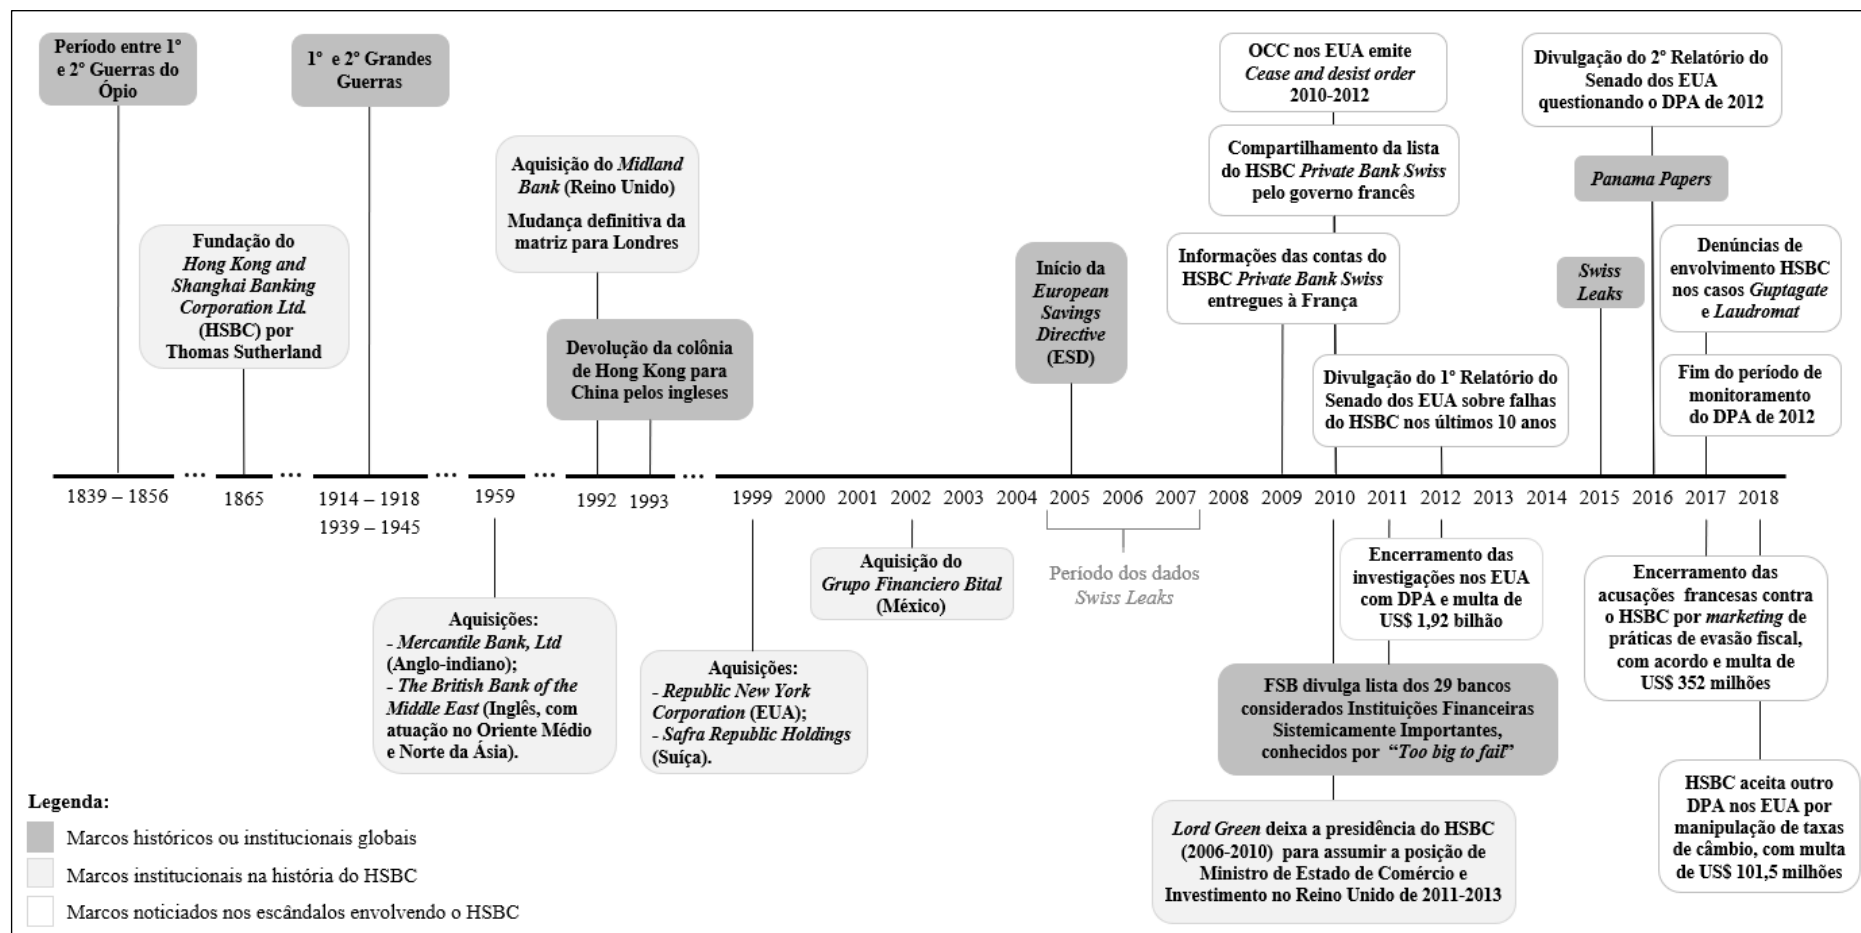 Período entre 1º
e 2º Guerras do
Ópio
1º e 2º Grandes
Guerras
OCC nos EUA emite
Cease and desist order
2010-2012
Divulgação do 2º Relatório do
Senado dos EUA
questionando o DPA de 2012
Aquisição do Midland
Bank (Reino Unido)
Mudança definitiva da
matriz para Londres
Compartilhamento da lista
do HSBC Private Bank Swiss
pelo governo francês
Panama Papers
Fundação do
Hong Kong and
Shanghai Banking
Corporation Ltd.
(HSBC) por
Thomas Sutherland
Início da
European
Savings
Directive
(ESD)
Informações das contas do
HSBC Private Bank Swiss
entregues à França
Swiss
Leaks
Denúncias de
envolvimento HSBC
nos casos Guptagate
e Laudromat
Devolução da colônia
de Hong Kong para
China pelos ingleses
Divulgação do 1º Relatório do
Senado dos EUA sobre falhas
do HSBC nos últimos 10 anos
Fim do período de
monitoramento
do DPA de 2012
... ... ... ... ...
1839 – 1856 1865 1914 – 1918 1959 1992 1993 1999 2000 2001 2002 2003 2004 2005 2006 2007 2008 2009 2010 2011 2012 2013 2014 2015 2016 2017 2018
1939 – 1945
Aquisições:
- Mercantile Bank, Ltd
(Anglo-indiano);
- The British Bank of the
Middle East (Inglês, com
atuação no Oriente Médio
e Norte da Ásia).
Aquisições:
- Republic New York
Corporation (EUA);
- Safra Republic Holdings
(Suíça).
Aquisição do
Grupo Financiero Bital
(México)
Período dos dados
Swiss Leaks
Encerramento das
investigações nos EUA
com DPA e multa de
US$ 1,92 bilhão
Encerramento das
acusações francesas contra
o HSBC por marketing de
práticas de evasão fiscal,
com acordo e multa de
US$ 352 milhões
FSB divulga lista dos 29 bancos
considerados Instituições Financeiras
Sistemicamente Importantes,
conhecidos por “Too big to fail”
HSBC aceita outro
DPA nos EUA por
manipulação de taxas
de câmbio, com multa
de US$ 101,5 milhões
Lord Green deixa a presidência do HSBC
(2006-2010) para assumir a posição de
Ministro de Estado de Comércio e
Investimento no Reino Unido de 2011-2013
Legenda:
Marcos históricos ou institucionais globais
Marcos institucionais na história do HSBC
Marcos noticiados nos escândalos envolvendo o HSBC